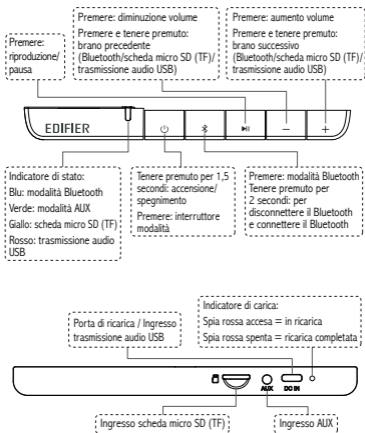 Premere: diminuzione volume
Premere e tenere premuto:
brano precedente
(Bluetooth/scheda micro SD (TF)/
trasmissione audio USB)
Premere: aumento volume
Premere e tenere premuto:
brano successivo
(Bluetooth/scheda micro SD (TF)/
trasmissione audio USB)
Premere:
riproduzione/
pausa
EDIFIER
Indicatore di stato:
Blu: modalità Bluetooth
Verde: modalità AUX
Giallo: scheda micro SD (TF)
Rosso: trasmissione audio
USB
Tenere premuto per 1,5
secondi: accensione/
spegnimento
Premere: interruttore
modalità
Premere: modalità Bluetooth
Tenere premuto per
2 secondi: per
disconnettere il Bluetooth
e connettere il Bluetooth
Porta di ricarica / Ingresso
trasmissione audio USB
Indicatore di carica:
Spia rossa accesa = in ricarica
Spia rossa spenta = ricarica completata
AUX
DC IN
Ingresso scheda micro SD (TF)
Ingresso AUX